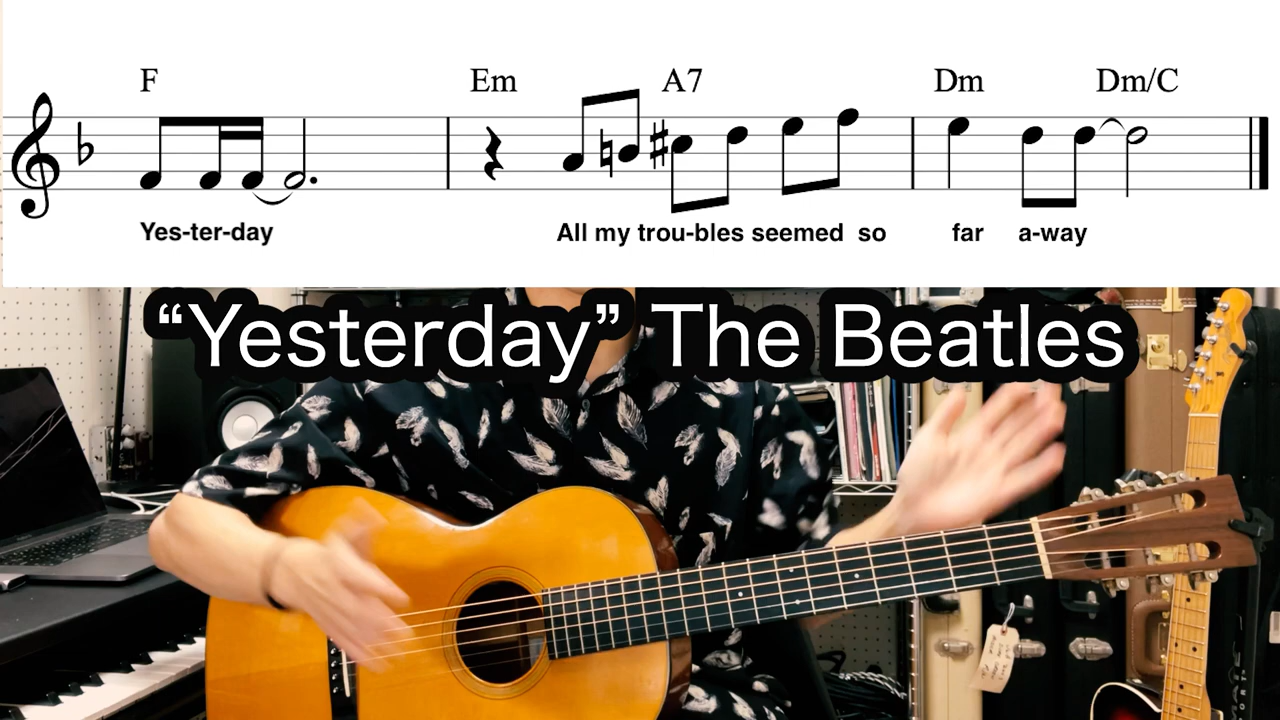 F Em A7 Dm Dm/C
Yes-ter-day All my trou-bles seemed so far a-way
“Yesterday” The Beatles